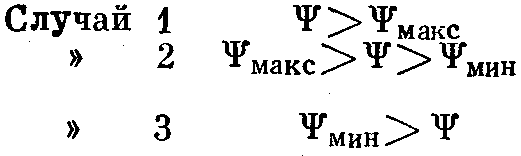 Случай 1 Ψ > Ψмакс
» 2 Ψмакс > Ψ > Ψмин
» 3 Ψмин > Ψ